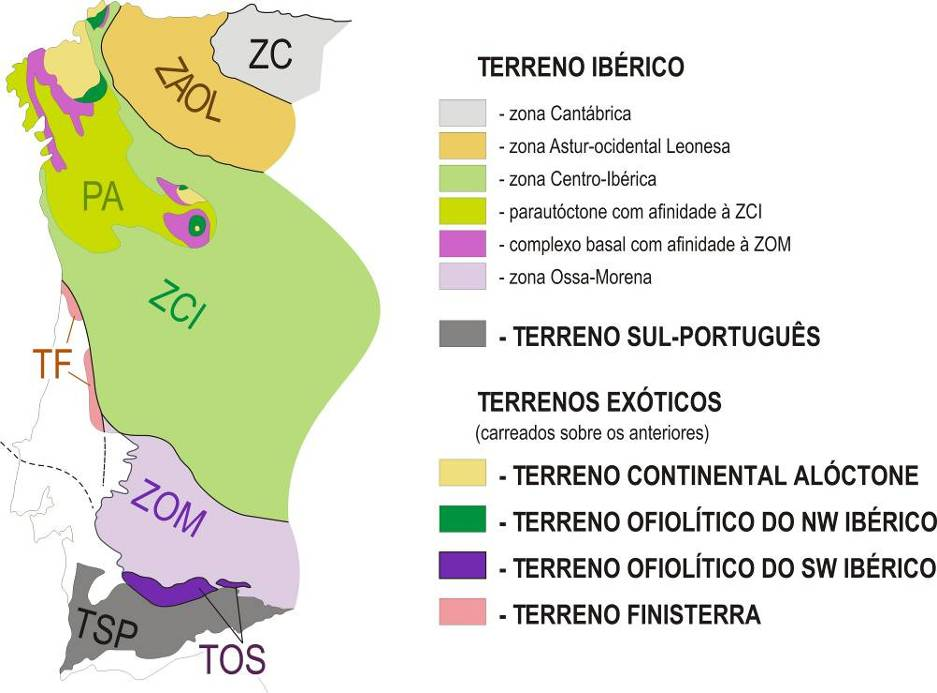 ZC
ZAOL
PA
ZCI
TF
ZOM
TSP
TOS
TERRENO IBÉRICO
- zona Cantábrica
- zona Astur-ocidental Leonesa
- zona Centro-Ibérica
- parautóctone com afinidade à ZCI
- complexo basal com afinidade à ZOM
- zona Ossa-Morena
- TERRENO SUL-PORTUGUÊS
TERRENOS EXÓTICOS
(carreados sobre os anteriores)
- TERRENO CONTINENTAL ALÓCTONE
- TERRENO OFIOLÍTICO DO NW IBÉRICO
- TERRENO OFIOLÍTICO DO SW IBÉRICO
- TERRENO FINISTERRA